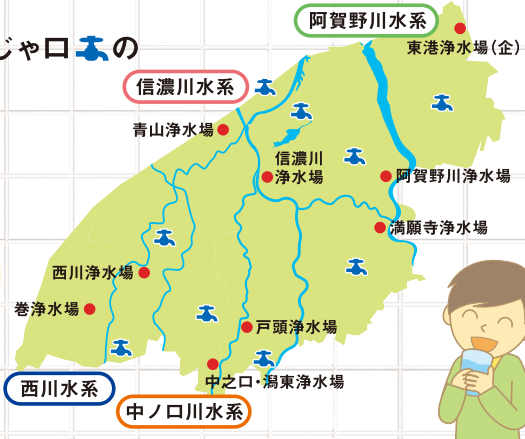 じゃ口の
阿賀野川水系
東港浄水場(企)
信濃川水系
青山浄水場
信濃川
浄水場
阿賀野川浄水場
満願寺浄水場
西川浄水場
巻浄水場
戸頭浄水場
中之口・潟東浄水場
西川水系
中ノ口川水系